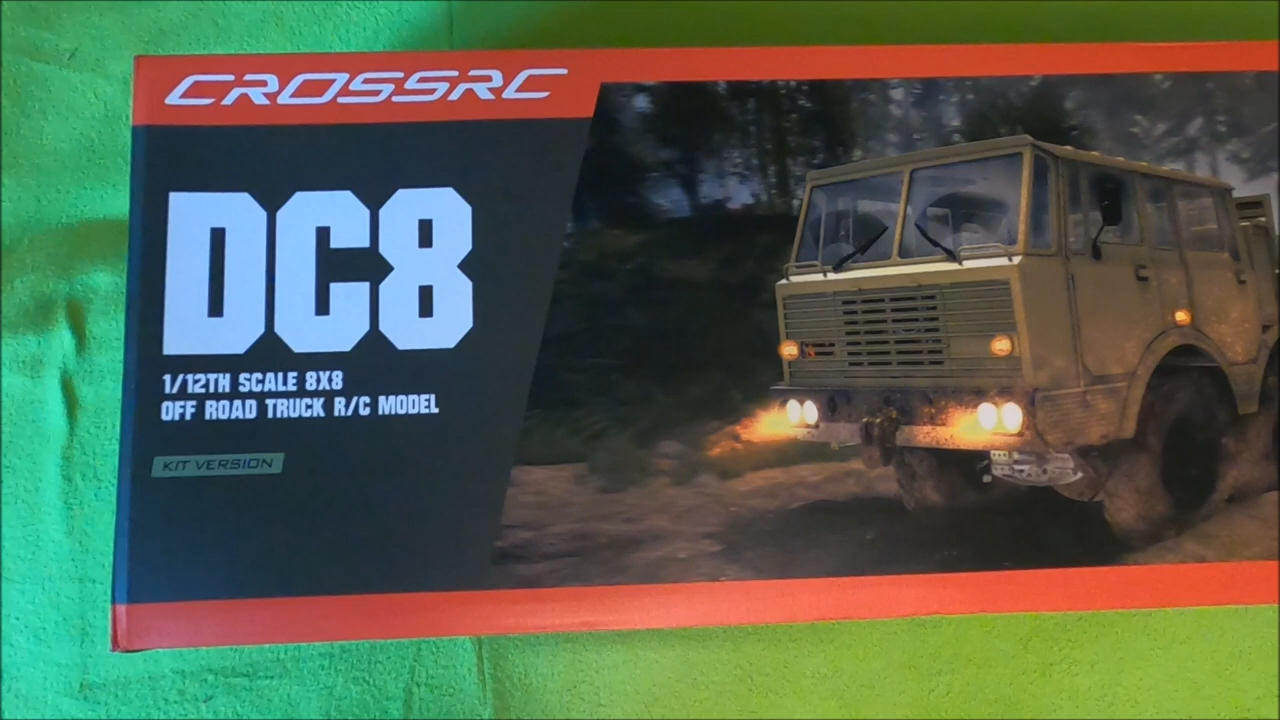 CROSSRC
DC8
1/12TH SCALE 8X8
OFF ROAD TRUCK R/C MODEL
KIT VERSION